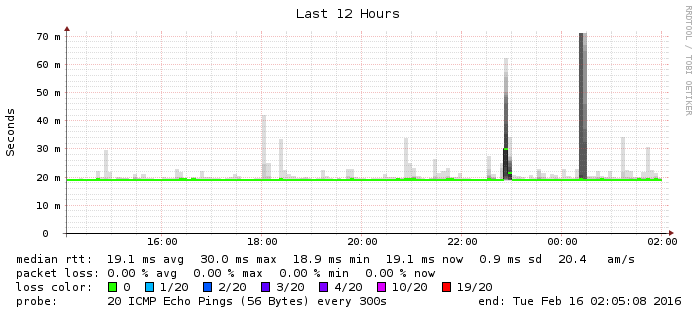 Last 12 Hours
RRDTOOL / TOBI OETIKER
Seconds
70 m
60 m
50 m
40 m
30 m
20 m
10 m
0
16:00 18:00 20:00 22:00 00:00 02:00
median rtt: 19.1 ms avg 30.0 ms max 18.9 ms min 19.1 ms now 0.9 ms sd 20.4 am/s
packet loss: 0.00 % avg 0.00 % max 0.00 % min 0.00 % now
loss color: 0 1/20 2/20 3/20 4/20 10/20 19/20
probe: 20 ICMP Echo Pings (56 Bytes) every 300s end: Tue Feb 16 02:05:08 2016